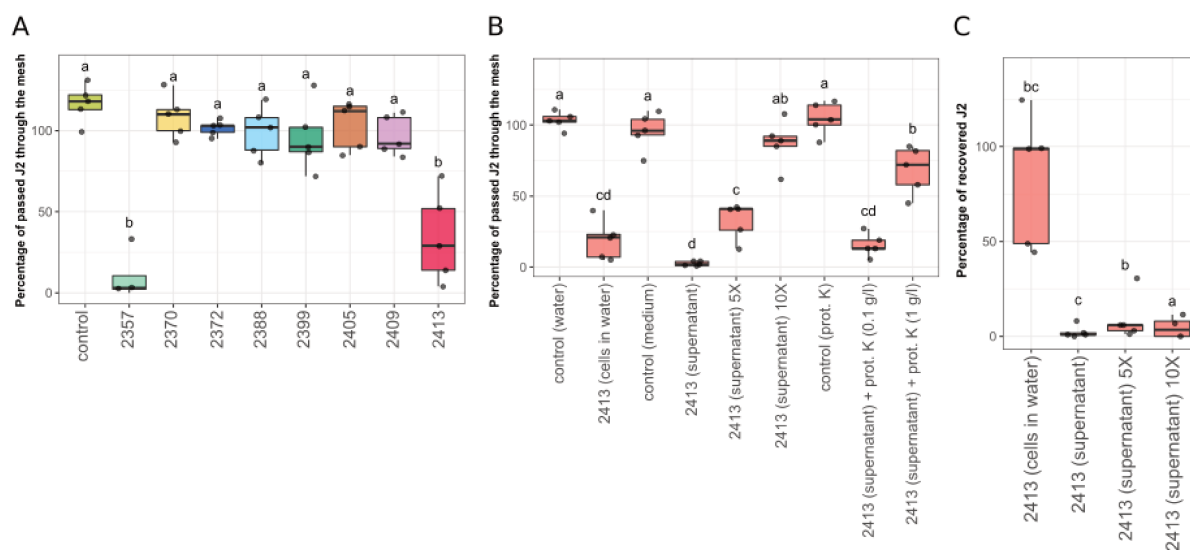 A
Percentage of passed J2 through the mesh
100
50
0
a
b
a
a
a
a
a
a
b
control
2357
2370
2372
2388
2399
2405
2409
2413
B
Percentage of passed J2 through the mesh
100
50
0
a
cd
a
d
c
ab
a
cd
b
control (water)
2413 (cells in water)
control (medium)
2413 (supernatant)
2413 (supernatant) 5X
2413 (supernatant) 10X
control (prot. K)
2413 (supernatant) + prot. K (0.1 g/l)
2413 (supernatant) + prot. K (1 g/l)
C
Percentage of recovered J2
100
50
0
bc
c
b
a
2413 (cells in water)
2413 (supernatant)
2413 (supernatant) 5X
2413 (supernatant) 10X